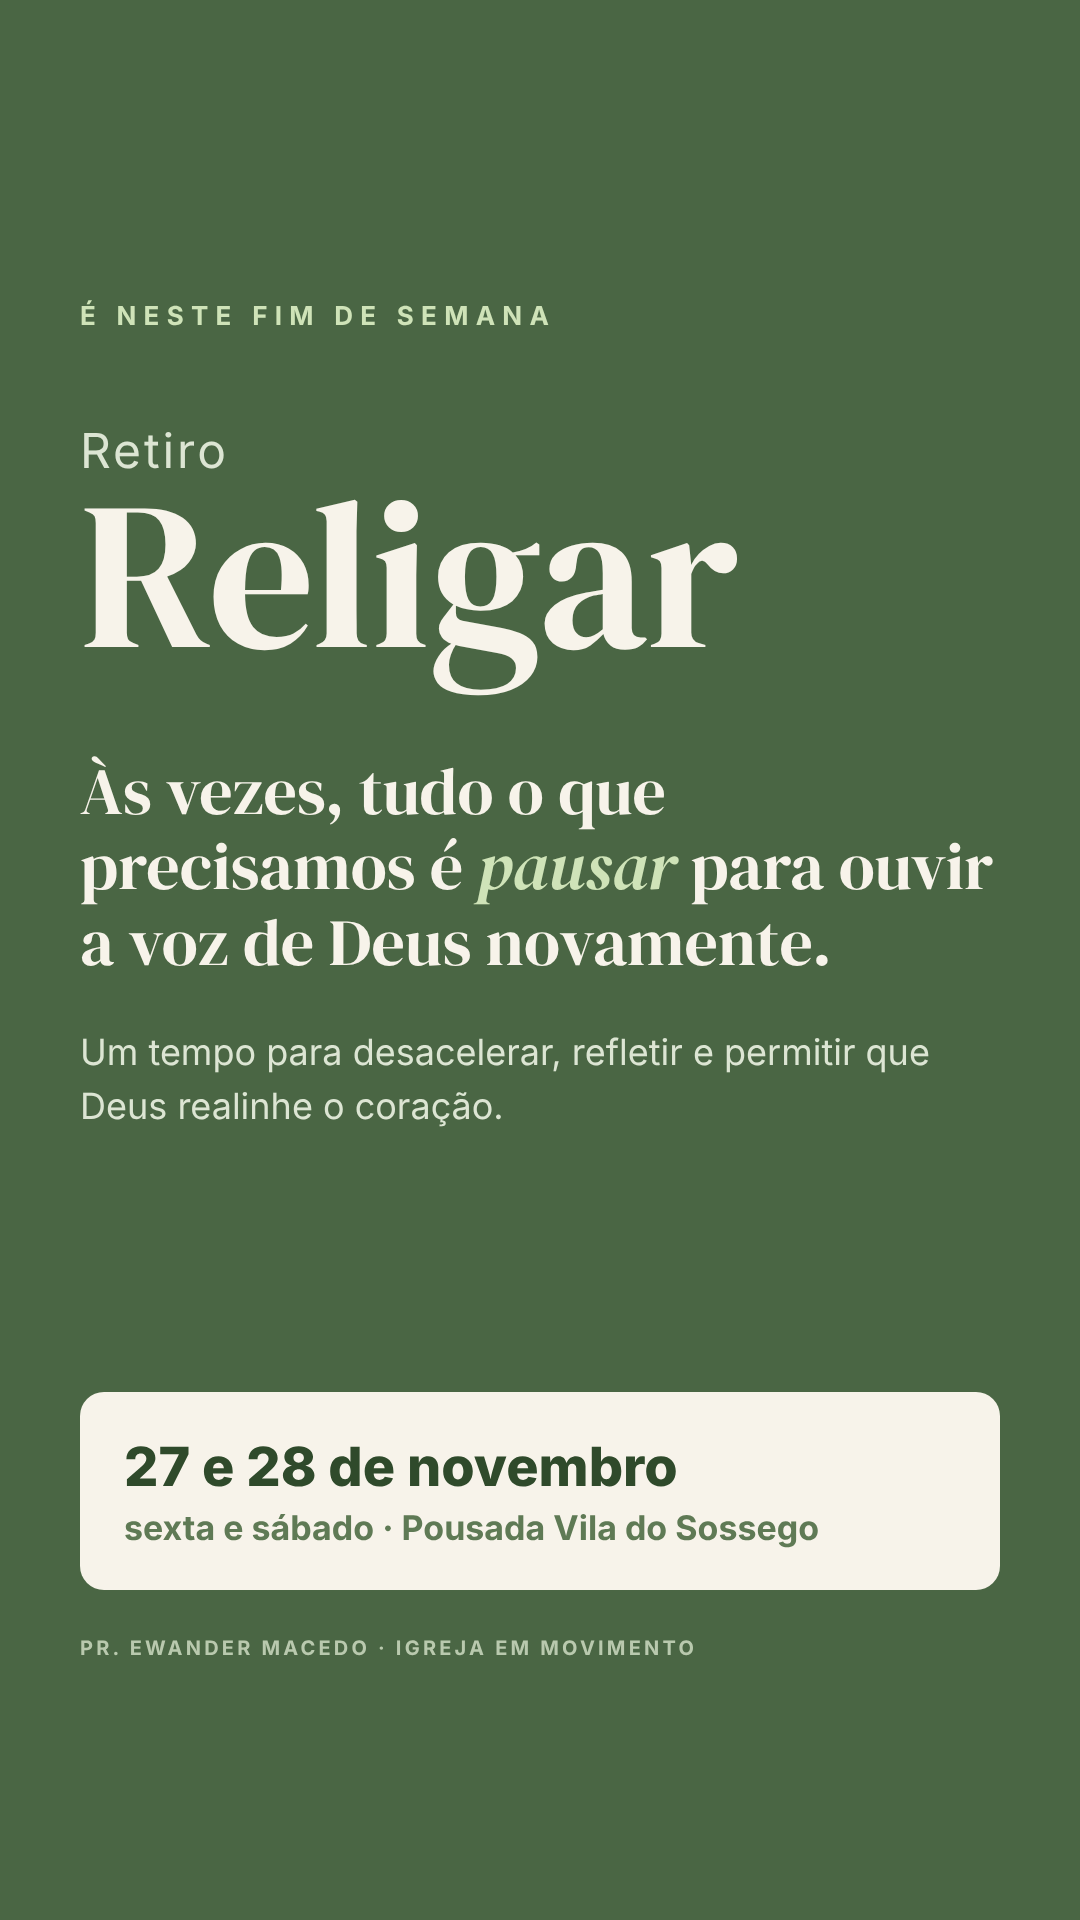 É NESTE FIM DE SEMANA
Retiro
Religar
Às vezes, tudo o que
precisamos é pausar para ouvir
a voz de Deus novamente.
Um tempo para desacelerar, refletir e permitir que
Deus realinhe o coração.
27 e 28 de novembro
sexta e sábado · Pousada Vila do Sossego
PR. EWANDER MACEDO · IGREJA EM MOVIMENTO